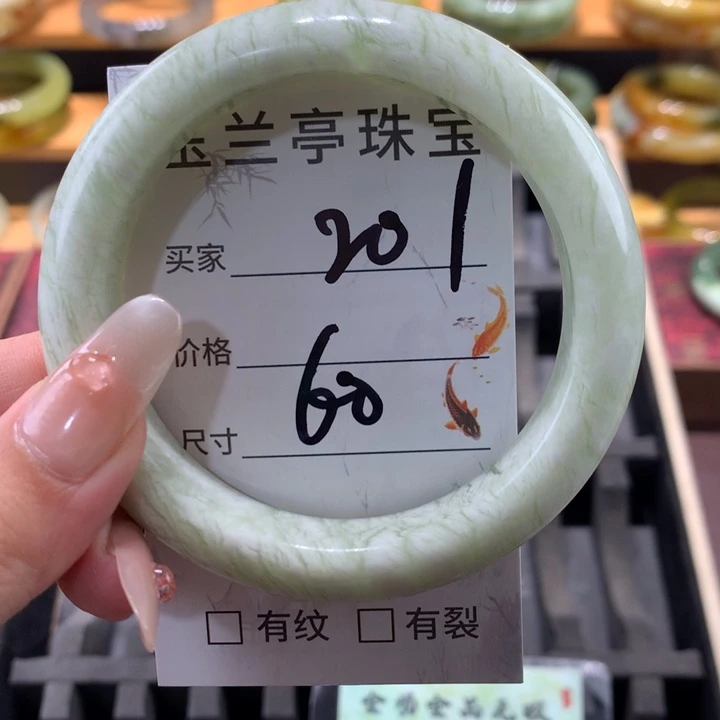 玉兰亭珠宝
买家 201
价格
尺寸 60
□ 有纹 □ 有裂